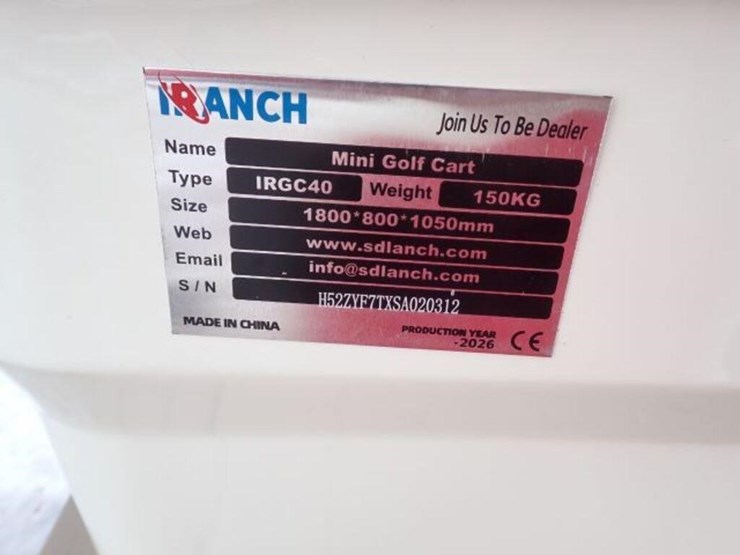 IRANCH
Join Us To Be Dealer
Name Mini Golf Cart
Type IRGC40 Weight 150KG
Size 1800*800*1050mm
Web www.sdlanch.com
Email info@sdlanch.com
S / N H52ZYF7TXSA020312
MADE IN CHINA
PRODUCTION YEAR
-2026 CE